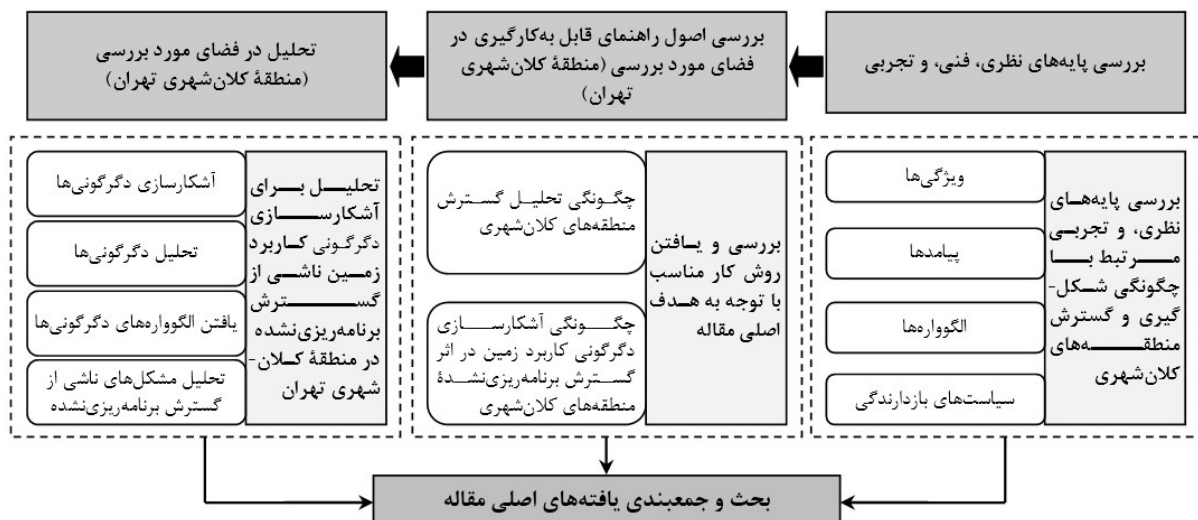 بررسی پایه‌های نظری، فنی، و تجربی
بررسی اصول راهنمای قابل به‌کارگیری در
فضای مورد بررسی (منطقهٔ کلان‌شهری
تهران)
تحلیل در فضای مورد بررسی
(منطقهٔ کلان‌شهری تهران)
بررسی پایه‌های
نظری، و تجربی
مرتبط با
چگونگی شکل-
گیری و گسترش
منطقه‌های
کلان‌شهری
ویژگی‌ها
پیامدها
الگوواره‌ها
سیاست‌های بازدارندگی
بررسی و یافتن
روش کار مناسب
با توجه به هدف
اصلی مقاله
چگونگی تحلیل گسترش
منطقه‌های کلان‌شهری
چگونگی آشکارسازی
دگرگونی کاربرد زمین در اثر
گسترش برنامه‌ریزی‌نشدهٔ
منطقه‌های کلان‌شهری
تحلیل برای
آشکارسازی
دگرگونی کاربرد
زمین ناشی از
گسترش
برنامه‌ریزی‌نشده
در منطقهٔ کلان-
شهری تهران
آشکارسازی دگرگونی‌ها
تحلیل دگرگونی‌ها
یافتن الگوواره‌های دگرگونی‌ها
تحلیل مشکل‌های ناشی از
گسترش برنامه‌ریزی‌نشده
بحث و جمعبندی یافته‌های اصلی مقاله